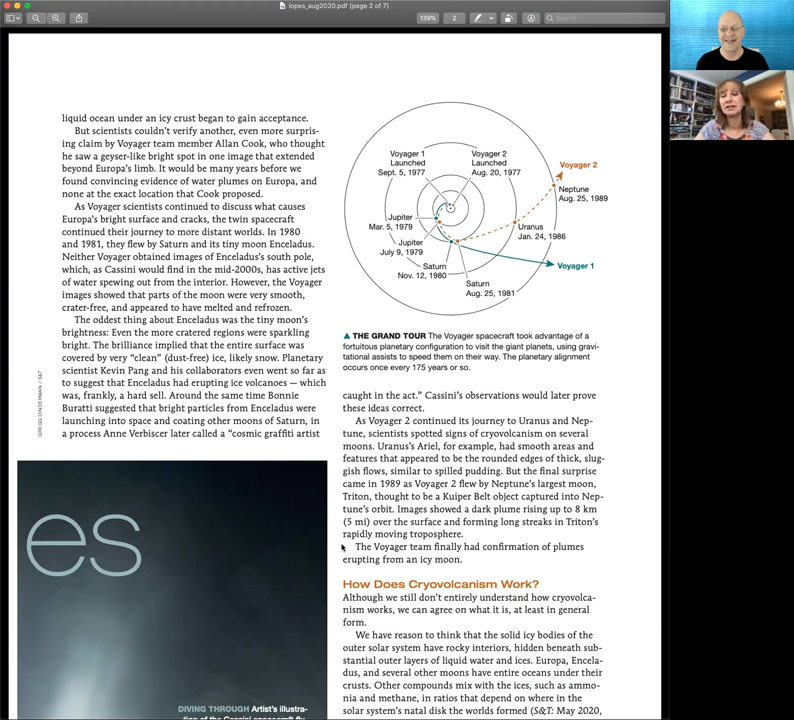 lopes_aug2020.pdf (page 2 of 7)
139%
2
Search
liquid ocean under an icy crust began to gain acceptance.
But scientists couldn't verify another, even more surpris-
ing claim by Voyager team member Allan Cook, who thought
he saw a geyser-like bright spot in one image that extended
beyond Europa's limb. It would be many years before we
found convincing evidence of water plumes on Europa, and
none at the exact location that Cook proposed.
As Voyager scientists continued to discuss what causes
Europa's bright surface and cracks, the twin spacecraft
continued their journey to more distant worlds. In 1980
and 1981, they flew by Saturn and its tiny moon Enceladus.
Neither Voyager obtained images of Enceladus's south pole,
which, as Cassini would find in the mid-2000s, has active jets
of water spewing out from the interior. However, the Voyager
images showed that parts of the moon were very smooth,
crater-free, and appeared to have melted and refrozen.
The oddest thing about Enceladus was the tiny moon's
brightness: Even the more cratered regions were sparkling
bright. The brilliance implied that the entire surface was
covered by very “clean” (dust-free) ice, likely snow. Planetary
scientist Kevin Pang and his collaborators even went so far as
to suggest that Enceladus had erupting ice volcanoes — which
was, frankly, a hard sell. Around the same time Bonnie
Buratti suggested that bright particles from Enceladus were
launching into space and coating other moons of Saturn, in
a process Anne Verbiscer later called a “cosmic graffiti artist
GREGG DINDERMAN / S&T
es
DIVING THROUGH Artist's illustra-
tion of the Cassini spacecraft fly-
Voyager 1
Launched
Sept. 5, 1977
Voyager 2
Launched
Aug. 20, 1977
Voyager 2
Neptune
Aug. 25, 1989
Jupiter
Mar. 5, 1979
Uranus
Jan. 24, 1986
Jupiter
July 9, 1979
Saturn
Nov. 12, 1980
Voyager 1
Saturn
Aug. 25, 1981
▲ THE GRAND TOUR The Voyager spacecraft took advantage of a
fortuitous planetary configuration to visit the giant planets, using gravi-
tational assists to speed them on their way. The planetary alignment
occurs once every 175 years or so.
caught in the act.” Cassini's observations would later prove
these ideas correct.
As Voyager 2 continued its journey to Uranus and Nep-
tune, scientists spotted signs of cryovolcanism on several
moons. Uranus's Ariel, for example, had smooth areas and
features that appeared to be the rounded edges of thick, slug-
gish flows, similar to spilled pudding. But the final surprise
came in 1989 as Voyager 2 flew by Neptune's largest moon,
Triton, thought to be a Kuiper Belt object captured into Nep-
tune's orbit. Images showed a dark plume rising up to 8 km
(5 mi) over the surface and forming long streaks in Triton's
rapidly moving troposphere.
The Voyager team finally had confirmation of plumes
erupting from an icy moon.
How Does Cryovolcanism Work?
Although we still don't entirely understand how cryovolca-
nism works, we can agree on what it is, at least in general
form.
We have reason to think that the solid icy bodies of the
outer solar system have rocky interiors, hidden beneath sub-
stantial outer layers of liquid water and ices. Europa, Encela-
dus, and several other moons have entire oceans under their
crusts. Other compounds mix with the ices, such as ammo-
nia and methane, in ratios that depend on where in the
solar system's natal disk the worlds formed (S&T: May 2020,